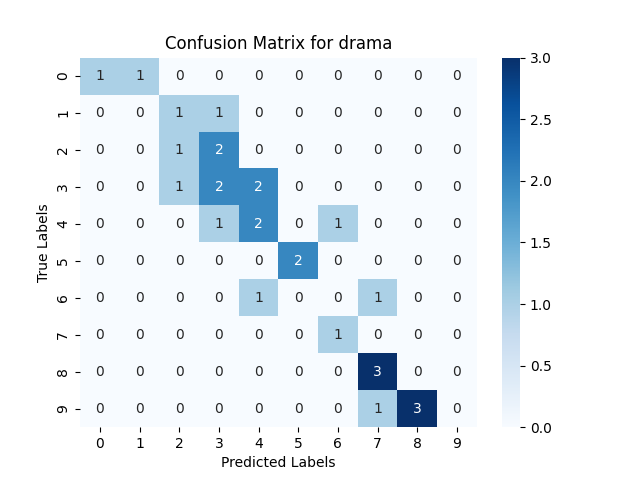 Confusion Matrix for drama
True Labels
0 1 1 0 0 0 0 0 0 0 0
1 0 0 1 1 0 0 0 0 0 0
2 0 0 1 2 0 0 0 0 0 0
3 0 0 1 2 2 0 0 0 0 0
4 0 0 0 1 2 0 1 0 0 0
5 0 0 0 0 0 2 0 0 0 0
6 0 0 0 0 1 0 0 1 0 0
7 0 0 0 0 0 0 1 0 0 0
8 0 0 0 0 0 0 0 3 0 0
9 0 0 0 0 0 0 0 1 3 0
0 1 2 3 4 5 6 7 8 9
Predicted Labels
3.0
2.5
2.0
1.5
1.0
0.5
0.0